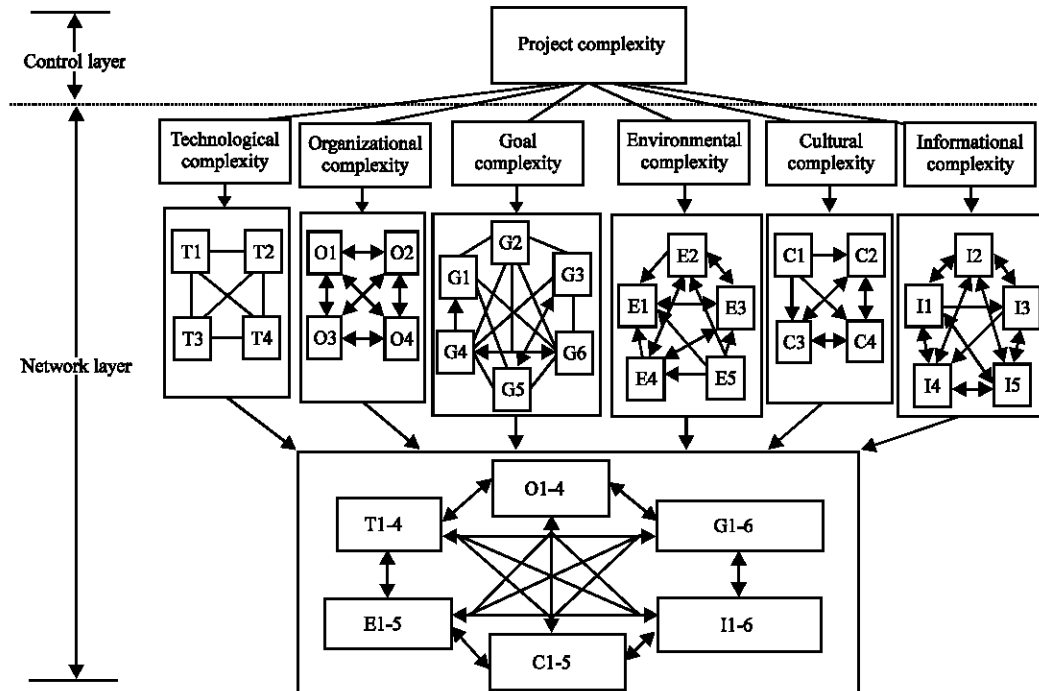 Project complexity
Control layer
Technological
complexity
Organizational
complexity
Goal
complexity
Environmental
complexity
Cultural
complexity
Informational
complexity
T1
T2
T3
T4
O1
O2
O3
O4
G2
G1
G3
G4
G6
G5
E2
E1
E3
E4
E5
C1
C2
C3
C4
I2
I1
I3
I4
I5
Network layer
O1-4
T1-4
G1-6
E1-5
I1-6
C1-5